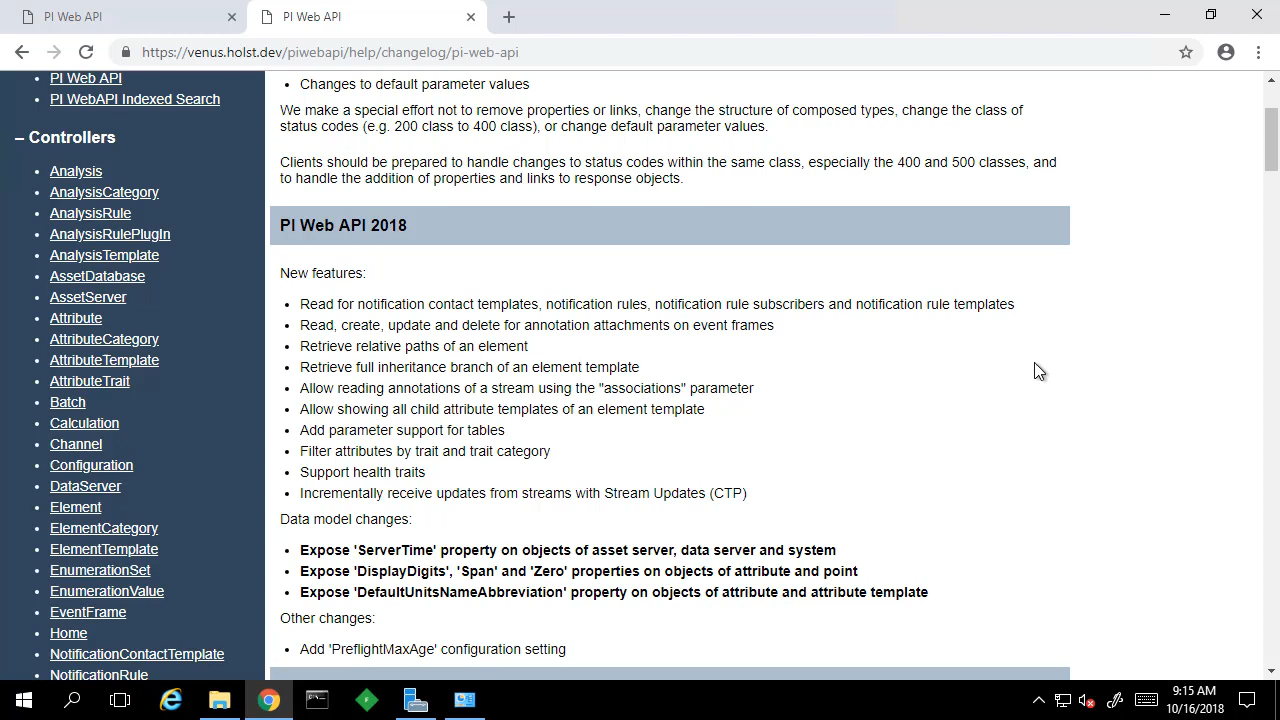 PI Web API
PI Web API
https://venus.holst.dev/piwebapi/help/changelog/pi-web-api
PI Web API
PI WebAPI Indexed Search
– Controllers
• Analysis
• AnalysisCategory
• AnalysisRule
• AnalysisRulePlugIn
• AnalysisTemplate
• AssetDatabase
• AssetServer
• Attribute
• AttributeCategory
• AttributeTemplate
• AttributeTrait
• Batch
• Calculation
• Channel
• Configuration
• DataServer
• Element
• ElementCategory
• ElementTemplate
• EnumerationSet
• EnumerationValue
• EventFrame
• Home
• NotificationContactTemplate
• NotificationRule
• Changes to default parameter values
We make a special effort not to remove properties or links, change the structure of composed types, change the class of
status codes (e.g. 200 class to 400 class), or change default parameter values.
Clients should be prepared to handle changes to status codes within the same class, especially the 400 and 500 classes, and
to handle the addition of properties and links to response objects.
PI Web API 2018
New features:
• Read for notification contact templates, notification rules, notification rule subscribers and notification rule templates
• Read, create, update and delete for annotation attachments on event frames
• Retrieve relative paths of an element
• Retrieve full inheritance branch of an element template
• Allow reading annotations of a stream using the "associations" parameter
• Allow showing all child attribute templates of an element template
• Add parameter support for tables
• Filter attributes by trait and trait category
• Support health traits
• Incrementally receive updates from streams with Stream Updates (CTP)
Data model changes:
• Expose 'ServerTime' property on objects of asset server, data server and system
• Expose 'DisplayDigits', 'Span' and 'Zero' properties on objects of attribute and point
• Expose 'DefaultUnitsNameAbbreviation' property on objects of attribute and attribute template
Other changes:
• Add 'PreflightMaxAge' configuration setting
9:15 AM
10/16/2018